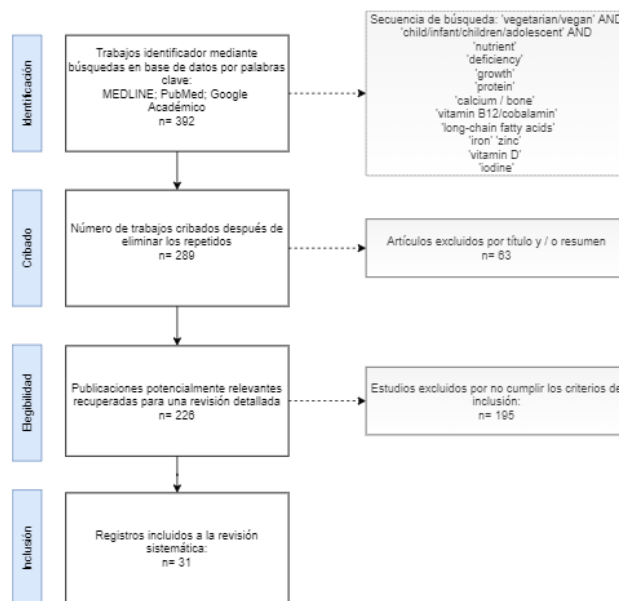 Identificación
Trabajos identificador mediante
búsquedas en base de datos por palabras
clave:
MEDLINE; PubMed; Google
Académico
n= 392
Secuencia de búsqueda: 'vegetarian/vegan' AND
'child/infant/children/adolescent' AND
'nutrient'
'deficiency'
'growth'
'protein'
'calcium / bone'
'vitamin B12/cobalamin'
'long-chain fatty acids'
'iron' 'zinc'
'vitamin D'
'iodine'
Cribado
Número de trabajos cribados después de
eliminar los repetidos
n= 289
Artículos excluidos por título y / o resumen
n= 63
Elegibilidad
Publicaciones potencialmente relevantes
recuperadas para una revisión detallada
n= 226
Estudios excluidos por no cumplir los criterios de
inclusión:
n= 195
Inclusión
Registros incluidos a la revisión
sistemática:
n= 31